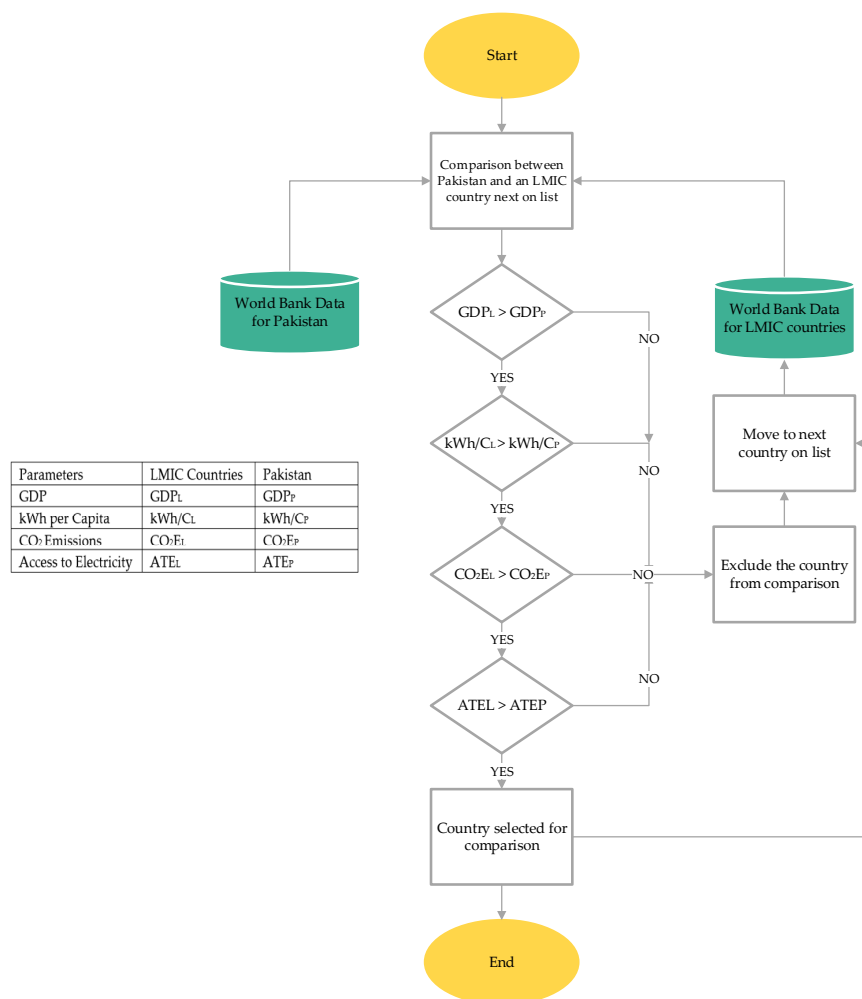 Start
Comparison between
Pakistan and an LMIC
country next on list
World Bank Data
for Pakistan
World Bank Data
for LMIC countries
GDPL > GDPP
NO
YES
kWh/CL > kWh/CP
NO
Move to next
country on list
YES
Parameters LMIC Countries Pakistan
GDP GDPL GDPP
kWh per Capita kWh/CL kWh/CP
CO2 Emissions CO2EL CO2EP
Access to Electricity ATEL ATEP
CO2EL > CO2EP
NO
Exclude the country
from comparison
YES
NO
ATEL > ATEP
YES
Country selected for
comparison
End